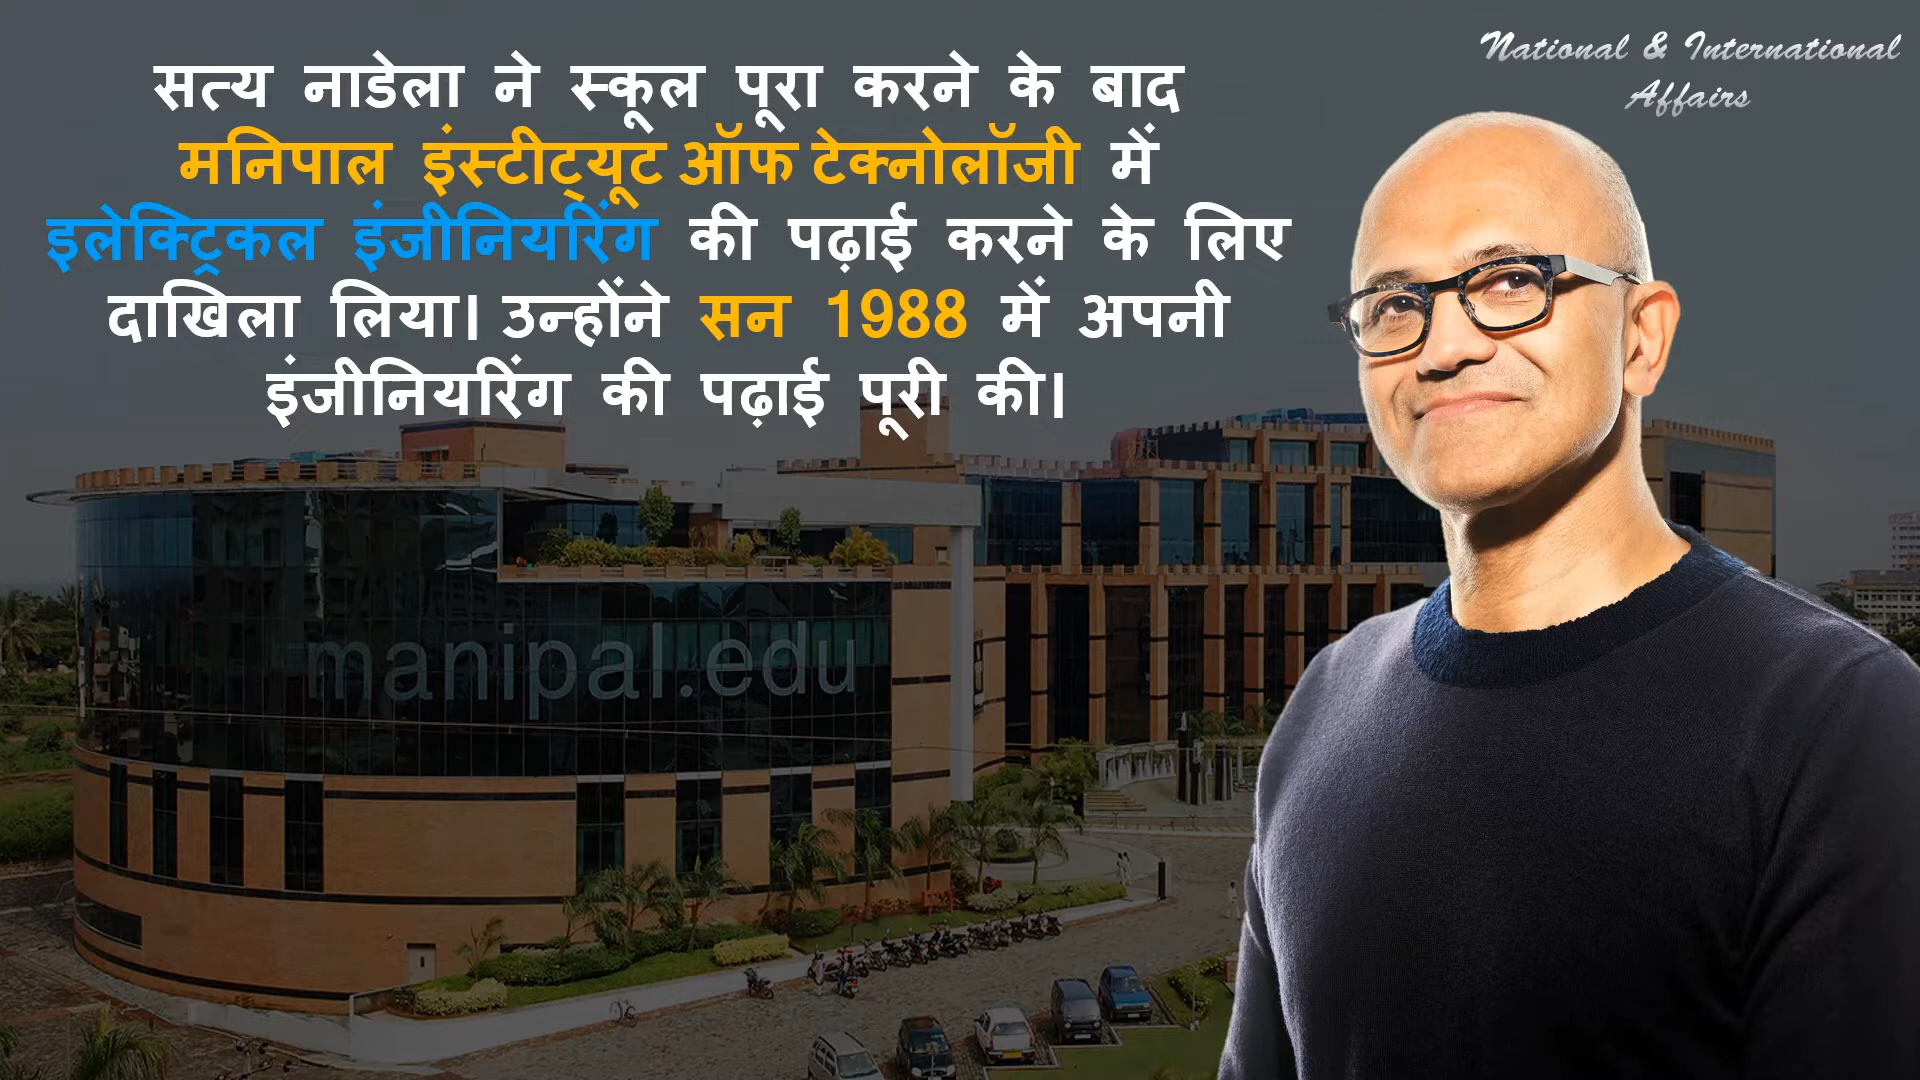 National & International
Affairs
सत्य नाडेला ने स्कूल पूरा करने के बाद
मनिपाल इंस्टीट्यूट ऑफ टेक्नोलॉजी में
इलेक्ट्रिकल इंजीनियरिंग की पढ़ाई करने के लिए
दाखिला लिया। उन्होंने सन 1988 में अपनी
इंजीनियरिंग की पढ़ाई पूरी की।
manipal.edu